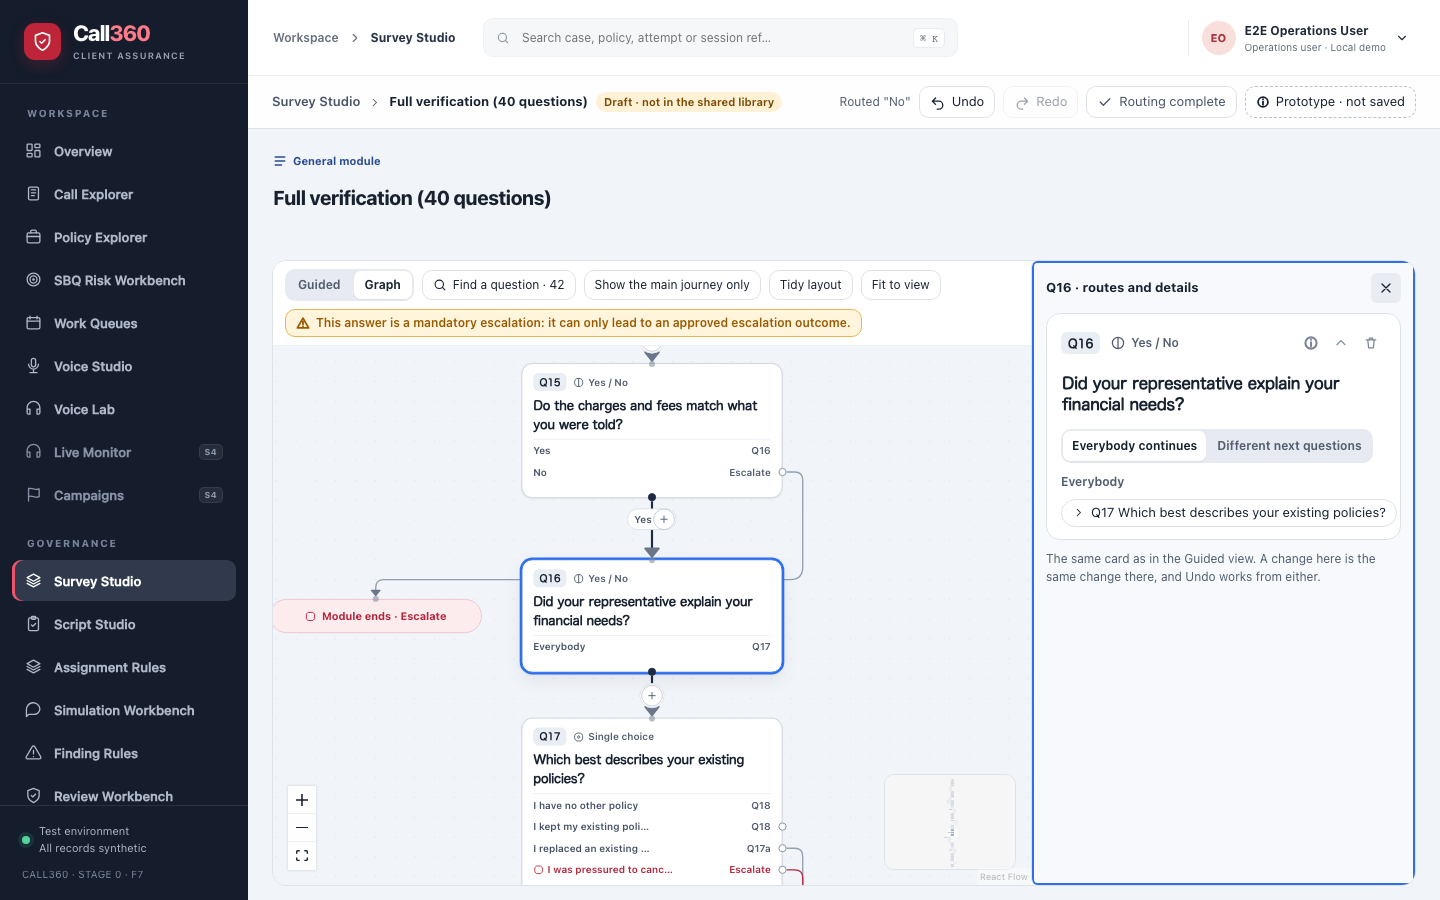 Call360
CLIENT ASSURANCE
WORKSPACE
Overview
Call Explorer
Policy Explorer
SBQ Risk Workbench
Work Queues
Voice Studio
Voice Lab
Live Monitor S4
Campaigns S4
GOVERNANCE
Survey Studio
Script Studio
Assignment Rules
Simulation Workbench
Finding Rules
Review Workbench
Test environment
All records synthetic
CALL360 · STAGE 0 · F7
Workspace > Survey Studio
Search case, policy, attempt or session ref...
⌘ K
EO
E2E Operations User
Operations user · Local demo
Survey Studio > Full verification (40 questions)
Draft · not in the shared library
Routed "No"
Undo
Redo
Routing complete
Prototype · not saved
General module
Full verification (40 questions)
Guided
Graph
Find a question · 42
Show the main journey only
Tidy layout
Fit to view
This answer is a mandatory escalation: it can only lead to an approved escalation outcome.
Q15 Yes / No
Do the charges and fees match what
you were told?
Yes Q16
No Escalate
Yes +
Module ends · Escalate
Q16 Yes / No
Did your representative explain your
financial needs?
Everybody Q17
+
Q17 Single choice
Which best describes your existing
policies?
I have no other policy Q18
I kept my existing poli... Q18
I replaced an existing ... Q17a
I was pressured to canc... Escalate
React Flow
Q16 · routes and details
Q16 Yes / No
Did your representative explain your
financial needs?
Everybody continues
Different next questions
Everybody
> Q17 Which best describes your existing policies?
The same card as in the Guided view. A change here is the
same change there, and Undo works from either.